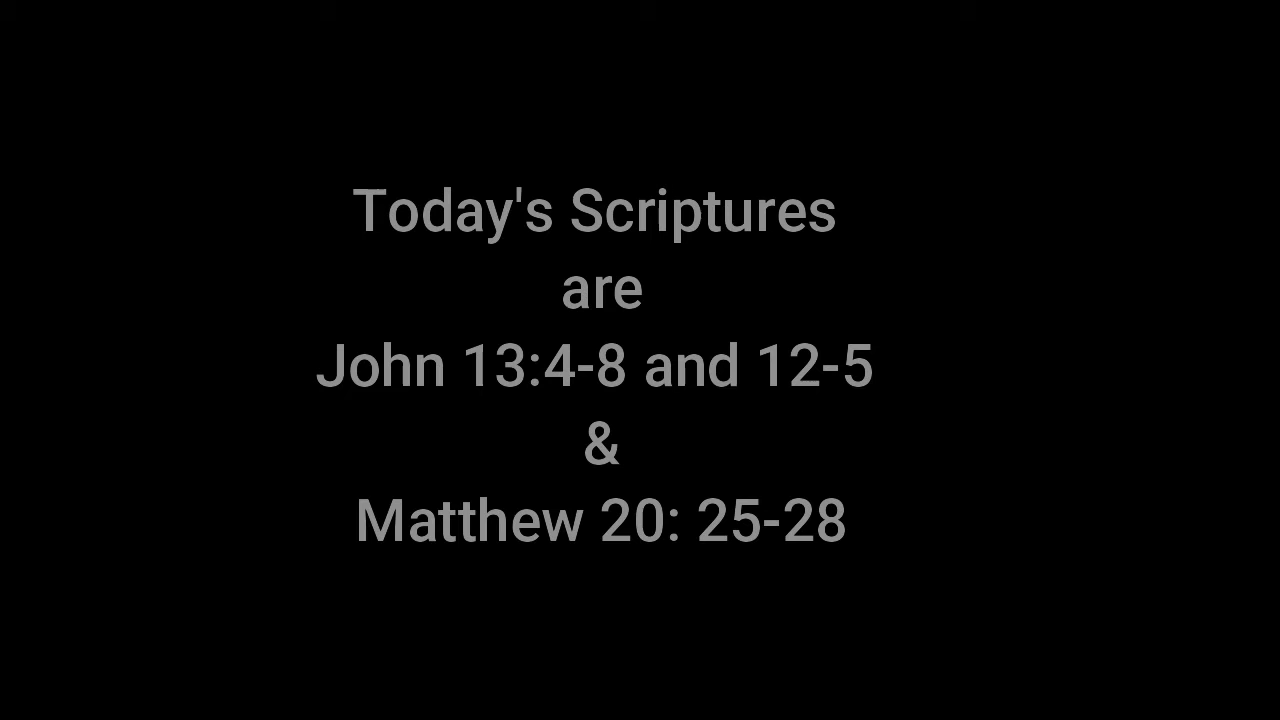 Today's Scriptures
are
John 13:4-8 and 12-5
&
Matthew 20: 25-28